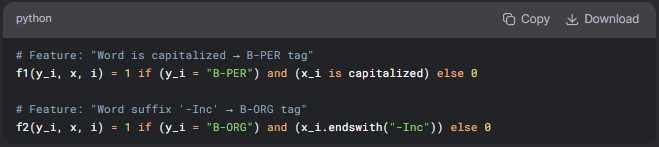 python
Copy
Download
# Feature: "Word is capitalized → B-PER tag"
f1(y_i, x, i) = 1 if (y_i = "B-PER") and (x_i is capitalized) else 0
# Feature: "Word suffix '-Inc' → B-ORG tag"
f2(y_i, x, i) = 1 if (y_i = "B-ORG") and (x_i.endswith("-Inc")) else 0